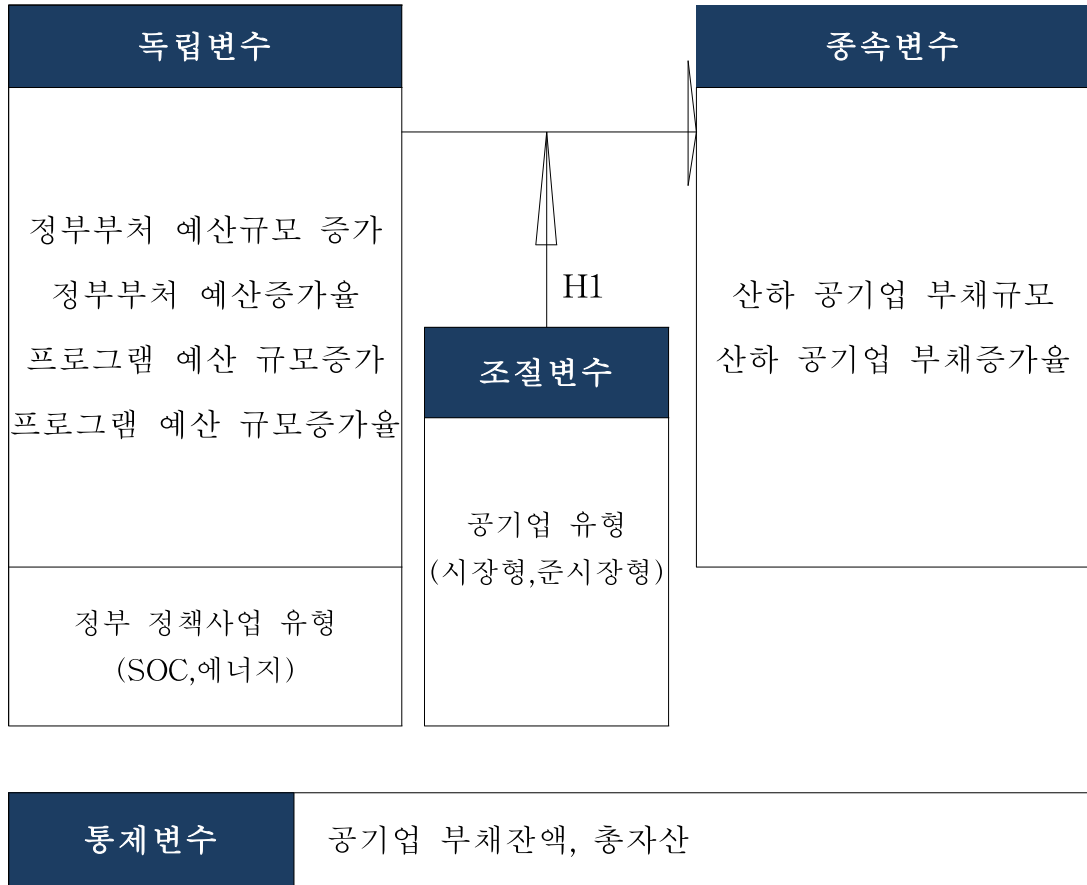 독립변수
정부부처 예산규모 증가
정부부처 예산증가율
프로그램 예산 규모증가
프로그램 예산 규모증가율
정부 정책사업 유형
(SOC,에너지)
H1
조절변수
공기업 유형
(시장형,준시장형)
종속변수
산하 공기업 부채규모
산하 공기업 부채증가율
통제변수
공기업 부채잔액, 총자산